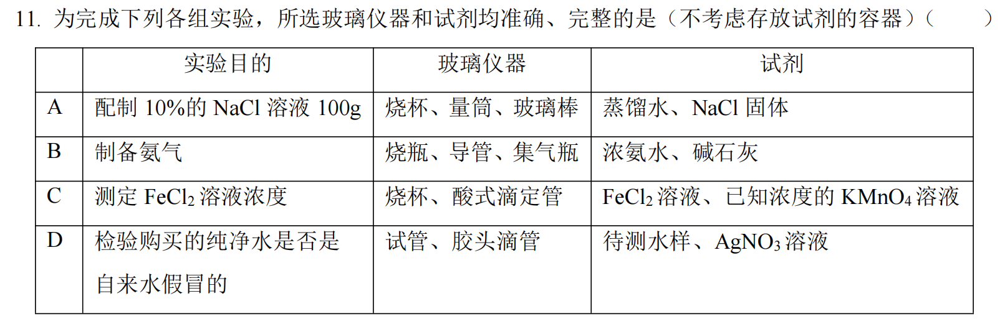 11. 为完成下列各组实验，所选玻璃仪器和试剂均准确、完整的是（不考虑存放试剂的容器）（ ）
实验目的 玻璃仪器 试剂
A 配制 10%的 NaCl 溶液 100g 烧杯、量筒、玻璃棒 蒸馏水、NaCl 固体
B 制备氨气 烧瓶、导管、集气瓶 浓氨水、碱石灰
C 测定 FeCl₂ 溶液浓度 烧杯、酸式滴定管 FeCl₂ 溶液、已知浓度的 KMnO₄ 溶液
D 检验购买的纯净水是否是 试管、胶头滴管 待测水样、AgNO₃ 溶液
自来水假冒的